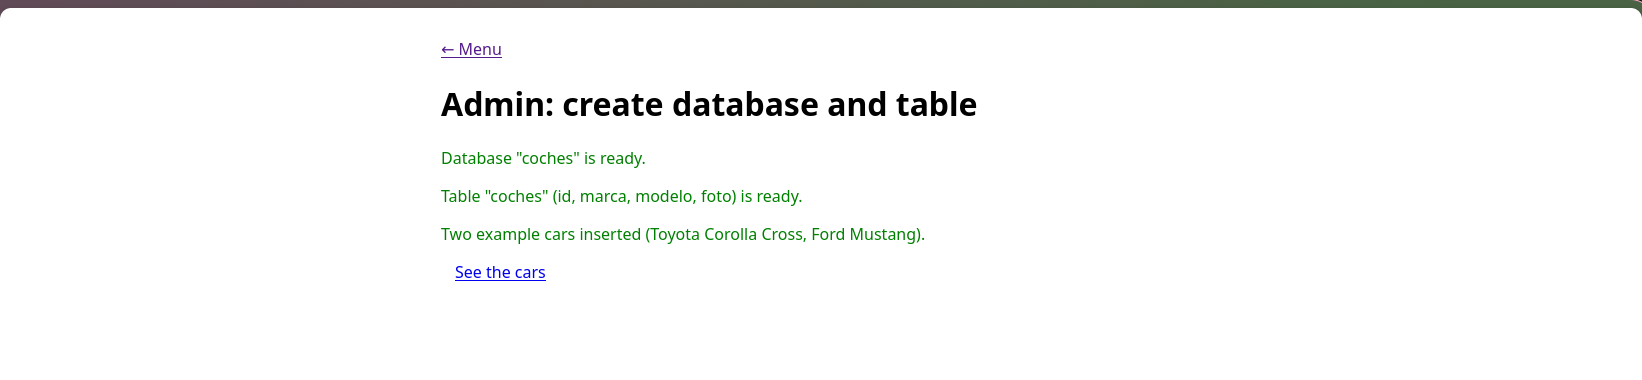 ← Menu
Admin: create database and table
Database "coches" is ready.
Table "coches" (id, marca, modelo, foto) is ready.
Two example cars inserted (Toyota Corolla Cross, Ford Mustang).
See the cars